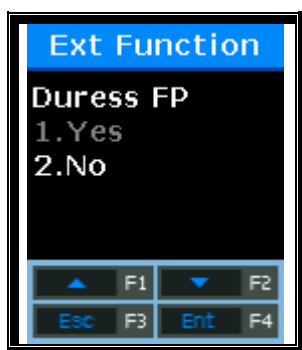 Ext Function
Duress FP
1.Yes
2.No
F1 F2
Esc F3 Ent F4